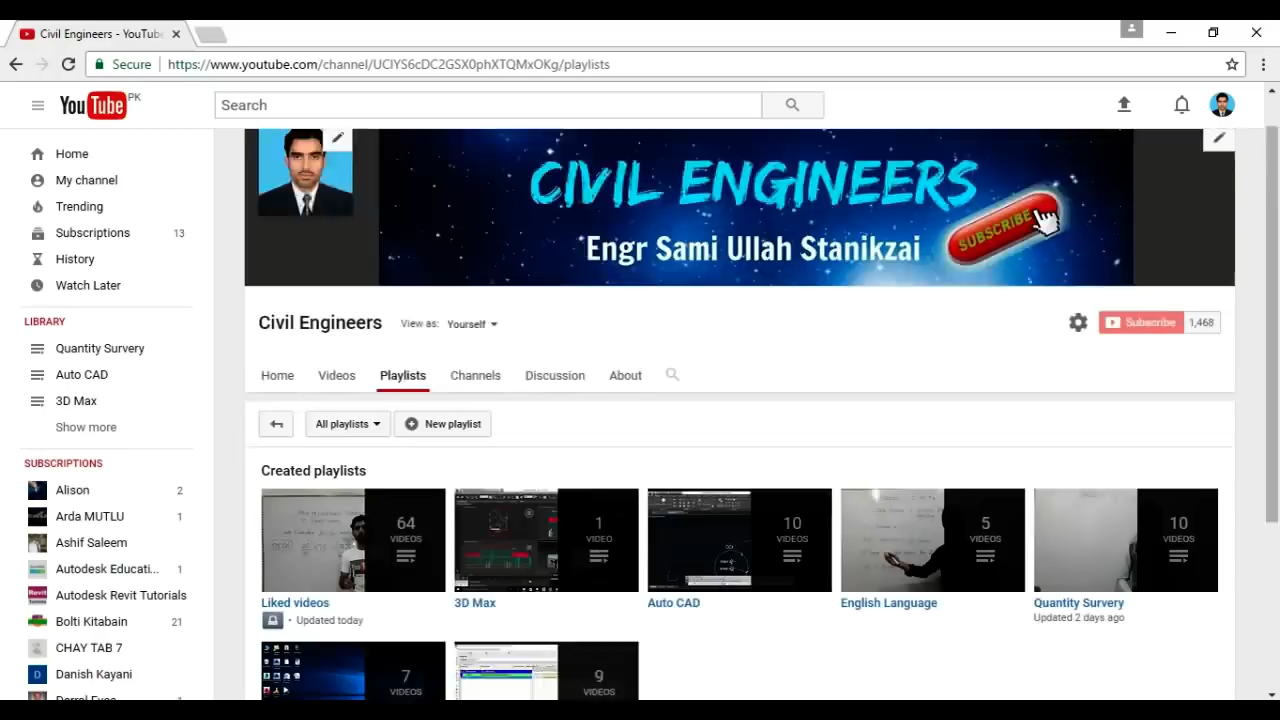 Civil Engineers - YouTube
Secure
https://www.youtube.com/channel/UClYS6cDC2GSX0phXTQMxOKg/playlists
YouTube PK
Search
Home
My channel
Trending
Subscriptions 13
History
Watch Later
LIBRARY
Quantity Survery
Auto CAD
3D Max
Show more
SUBSCRIPTIONS
Alison 2
Arda MUTLU 1
Ashif Saleem
Autodesk Educati... 1
Autodesk Revit Tutorials
Bolti Kitabain 21
CHAY TAB 7
D Danish Kayani
CIVIL ENGINEERS
SUBSCRIBE
Engr Sami Ullah Stanikzai
Civil Engineers View as: Yourself
Subscribe 1,468
Home Videos Playlists Channels Discussion About
All playlists New playlist
Created playlists
64 VIDEOS
1 VIDEO
10 VIDEOS
5 VIDEOS
10 VIDEOS
Liked videos
Updated today
3D Max
Auto CAD
English Language
Quantity Survery
Updated 2 days ago
7 VIDEOS
9 VIDEOS